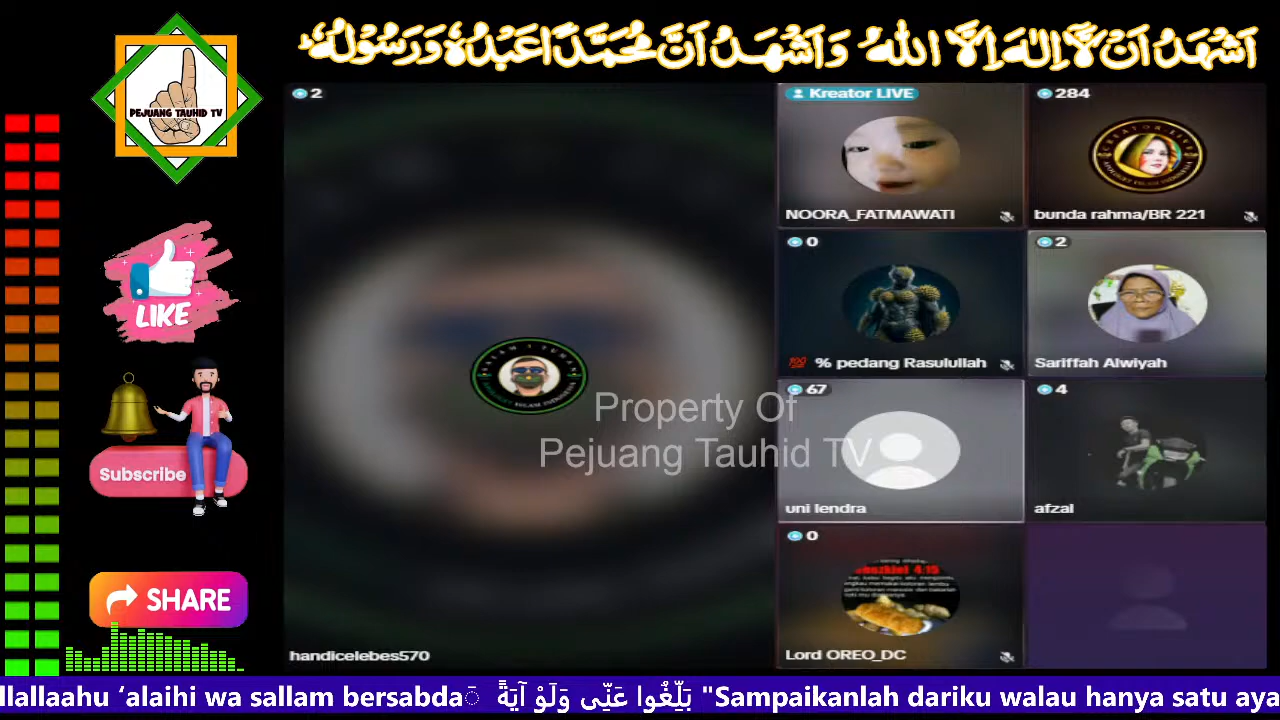 اَشْهَدُ اَنْ لَّا اِلٰهَ اِلَّا اللهُ وَاَشْهَدُ اَنَّ مُحَمَّدًا عَبْدُهُ وَرَسُوْلُهُ
PEJUANG TAUHID TV
LIKE
Subscribe
SHARE
2
Kreator LIVE
NOORA_FATMAWATI
284
bunda rahma/BR 221
0
💯 % pedang Rasulullah
2
Sariffah Alwiyah
67
uni lendra
4
afzal
0
Lord OREO_DC
handicelebes570
Property Of
Pejuang Tauhid TV
llallaahu ‘alaihi wa sallam bersabda بَلِّغُوا عَنِّى وَلَوْ آيَةً "Sampaikanlah dariku walau hanya satu aya